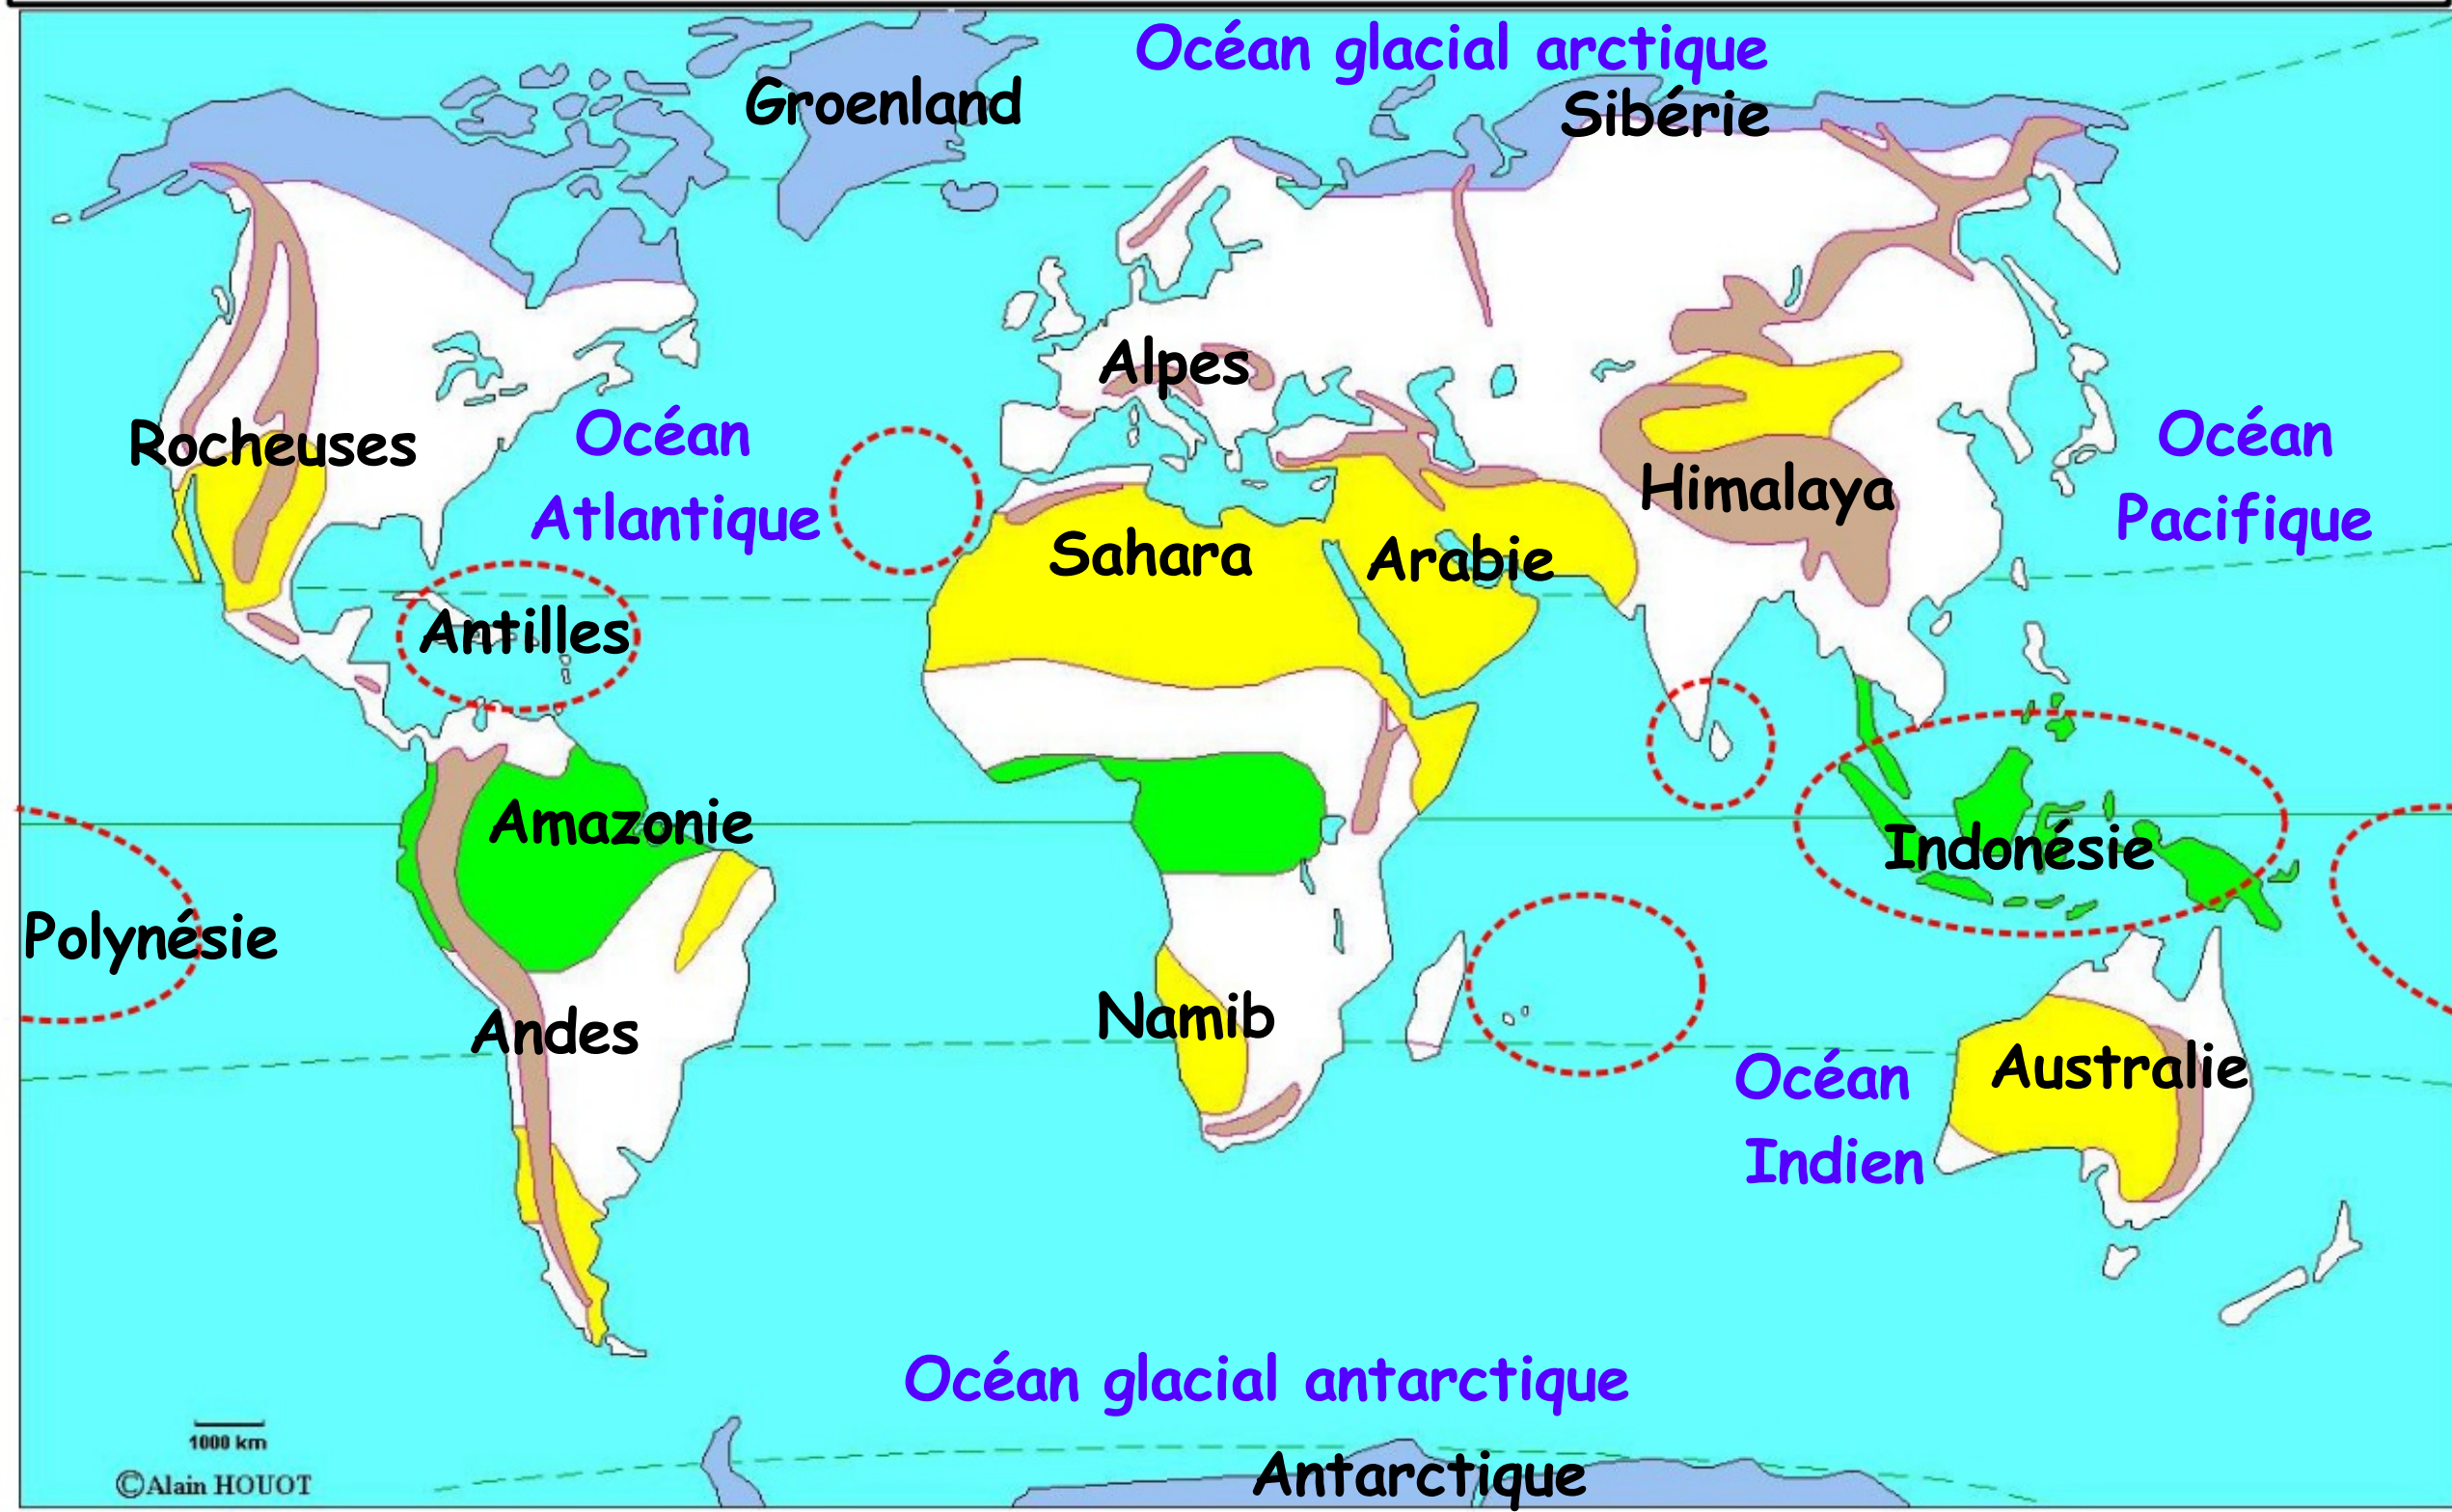 Océan glacial arctique
Groenland
Sibérie
Alpes
Rocheuses
Océan
Atlantique
Himalaya
Océan
Pacifique
Sahara
Arabie
Antilles
Amazonie
Indonésie
Polynésie
Andes
Namib
Océan
Indien
Australie
Océan glacial antarctique
1000 km
Antarctique
©Alain HOUOT